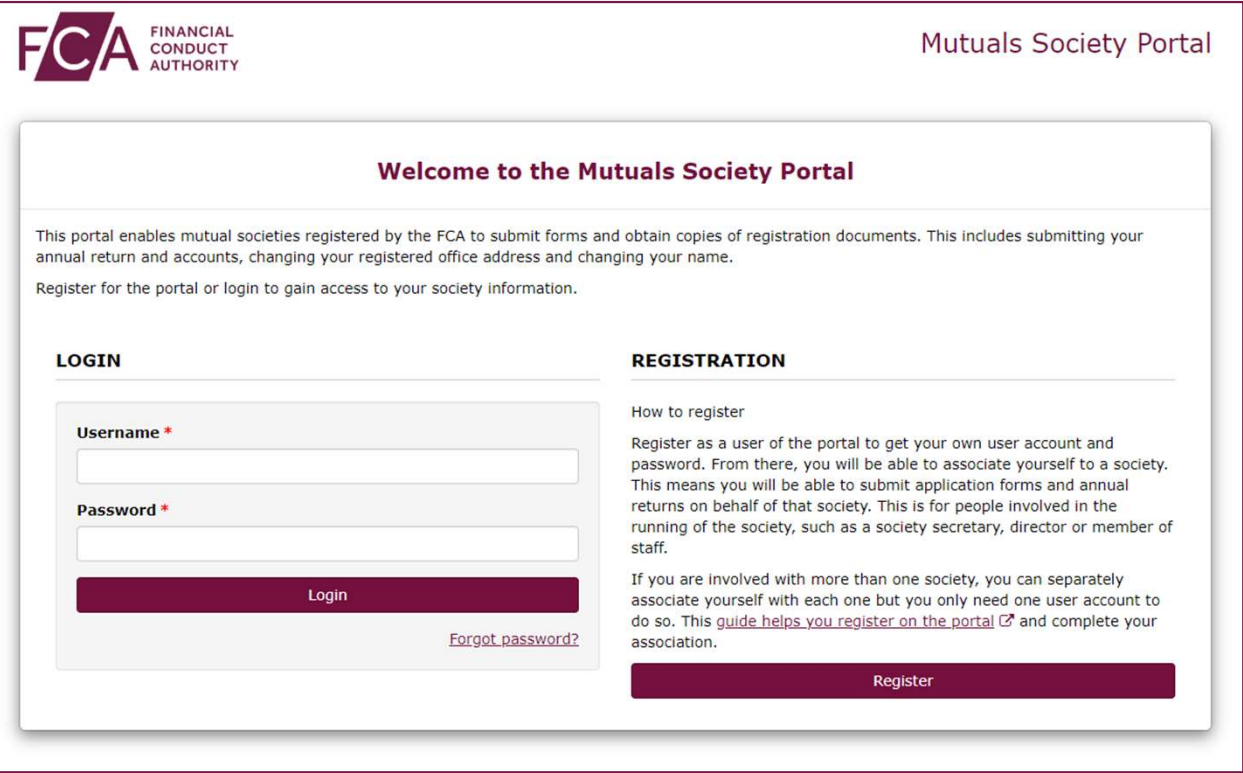 FCA
FINANCIAL
CONDUCT
AUTHORITY
Mutuals Society Portal
Welcome to the Mutuals Society Portal
This portal enables mutual societies registered by the FCA to submit forms and obtain copies of registration documents. This includes submitting your
annual return and accounts, changing your registered office address and changing your name.
Register for the portal or login to gain access to your society information.
LOGIN
Username *
Password *
Login
Forgot password?
REGISTRATION
How to register
Register as a user of the portal to get your own user account and
password. From there, you will be able to associate yourself to a society.
This means you will be able to submit application forms and annual
returns on behalf of that society. This is for people involved in the
running of the society, such as a society secretary, director or member of
staff.
If you are involved with more than one society, you can separately
associate yourself with each one but you only need one user account to
do so. This guide helps you register on the portal and complete your
association.
Register